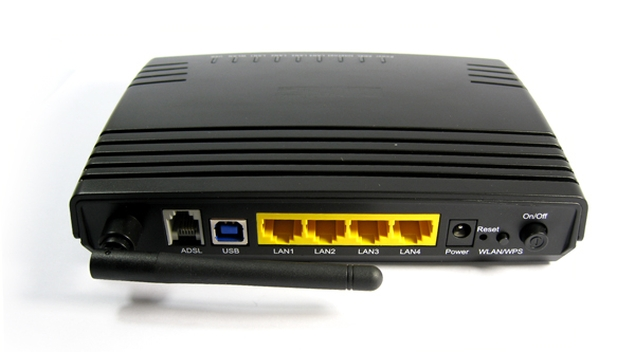 On/Off
Reset
ADSL
USB
LAN1
LAN2
LAN3
LAN4
Power
WLAN/WPS